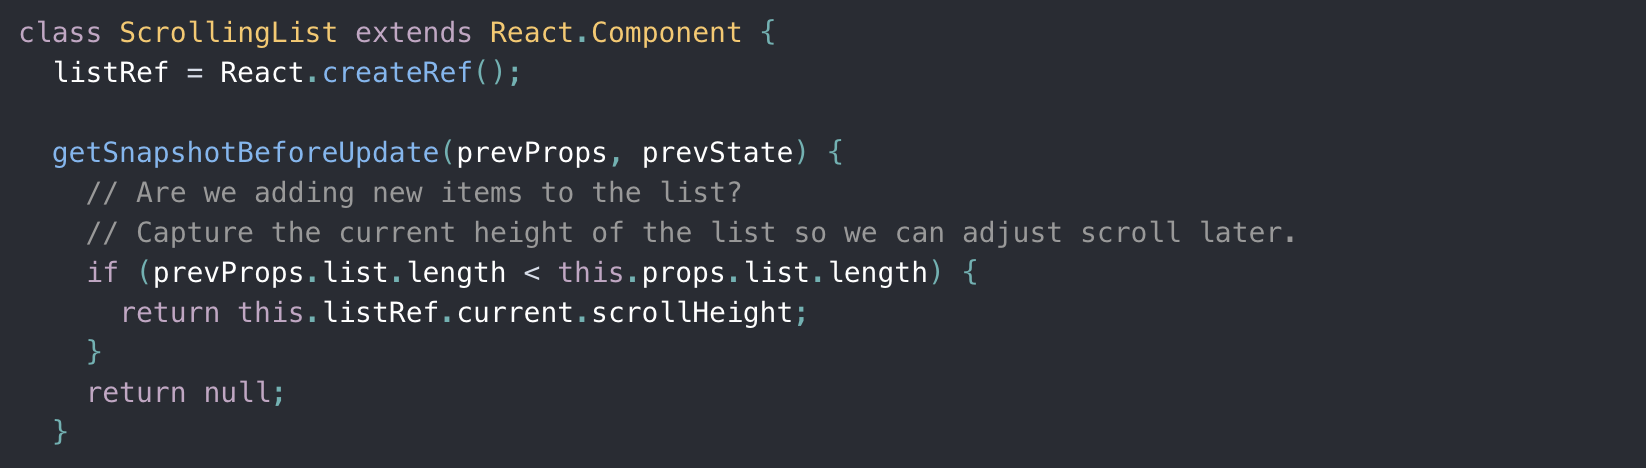 class ScrollingList extends React.Component {
  listRef = React.createRef();

  getSnapshotBeforeUpdate(prevProps, prevState) {
    // Are we adding new items to the list?
    // Capture the current height of the list so we can adjust scroll later.
    if (prevProps.list.length < this.props.list.length) {
      return this.listRef.current.scrollHeight;
    }
    return null;
  }